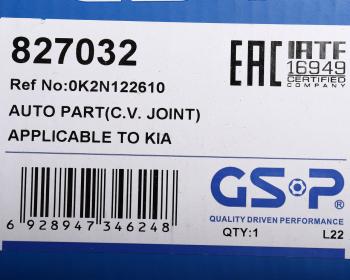 827032
EAC IATF
16949
CERTIFIED
COMPANY
Ref No:0K2N122610
AUTO PART(C.V. JOINT)
APPLICABLE TO KIA
GSP
QUALITY DRIVEN PERFORMANCE
QTY:1 L22
6 928947 346248